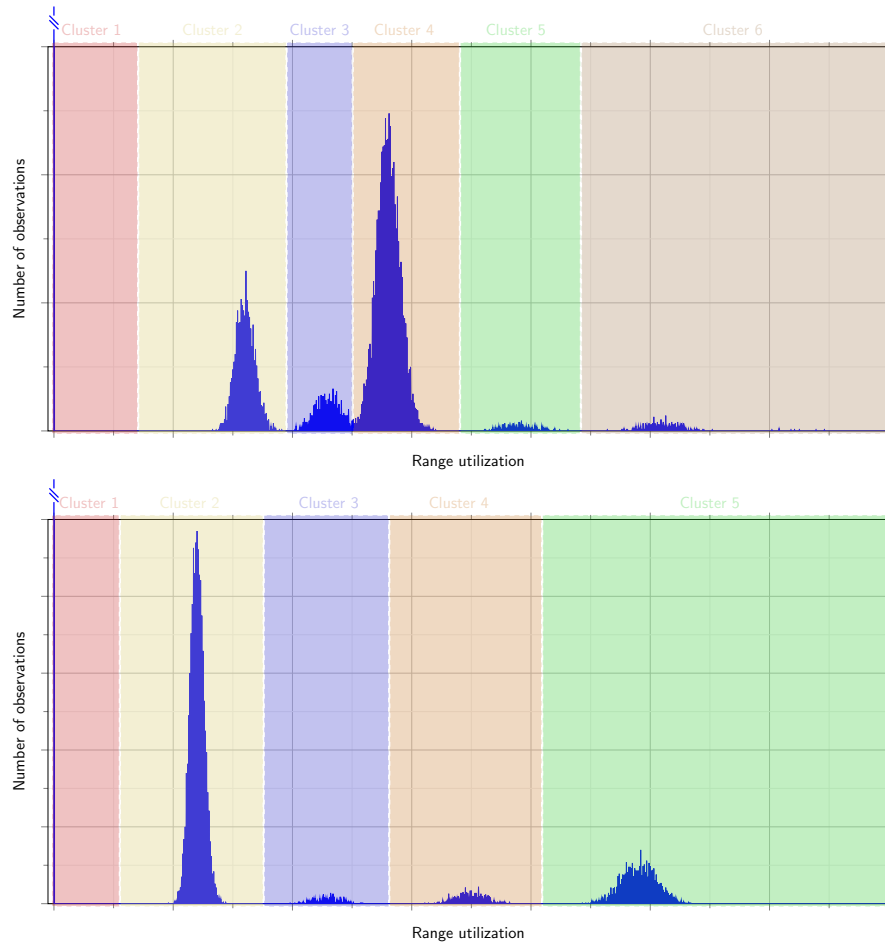 Cluster 1 Cluster 2 Cluster 3 Cluster 4 Cluster 5 Cluster 6
Number of observations
Range utilization
Cluster 1 Cluster 2 Cluster 3 Cluster 4 Cluster 5
Number of observations
Range utilization